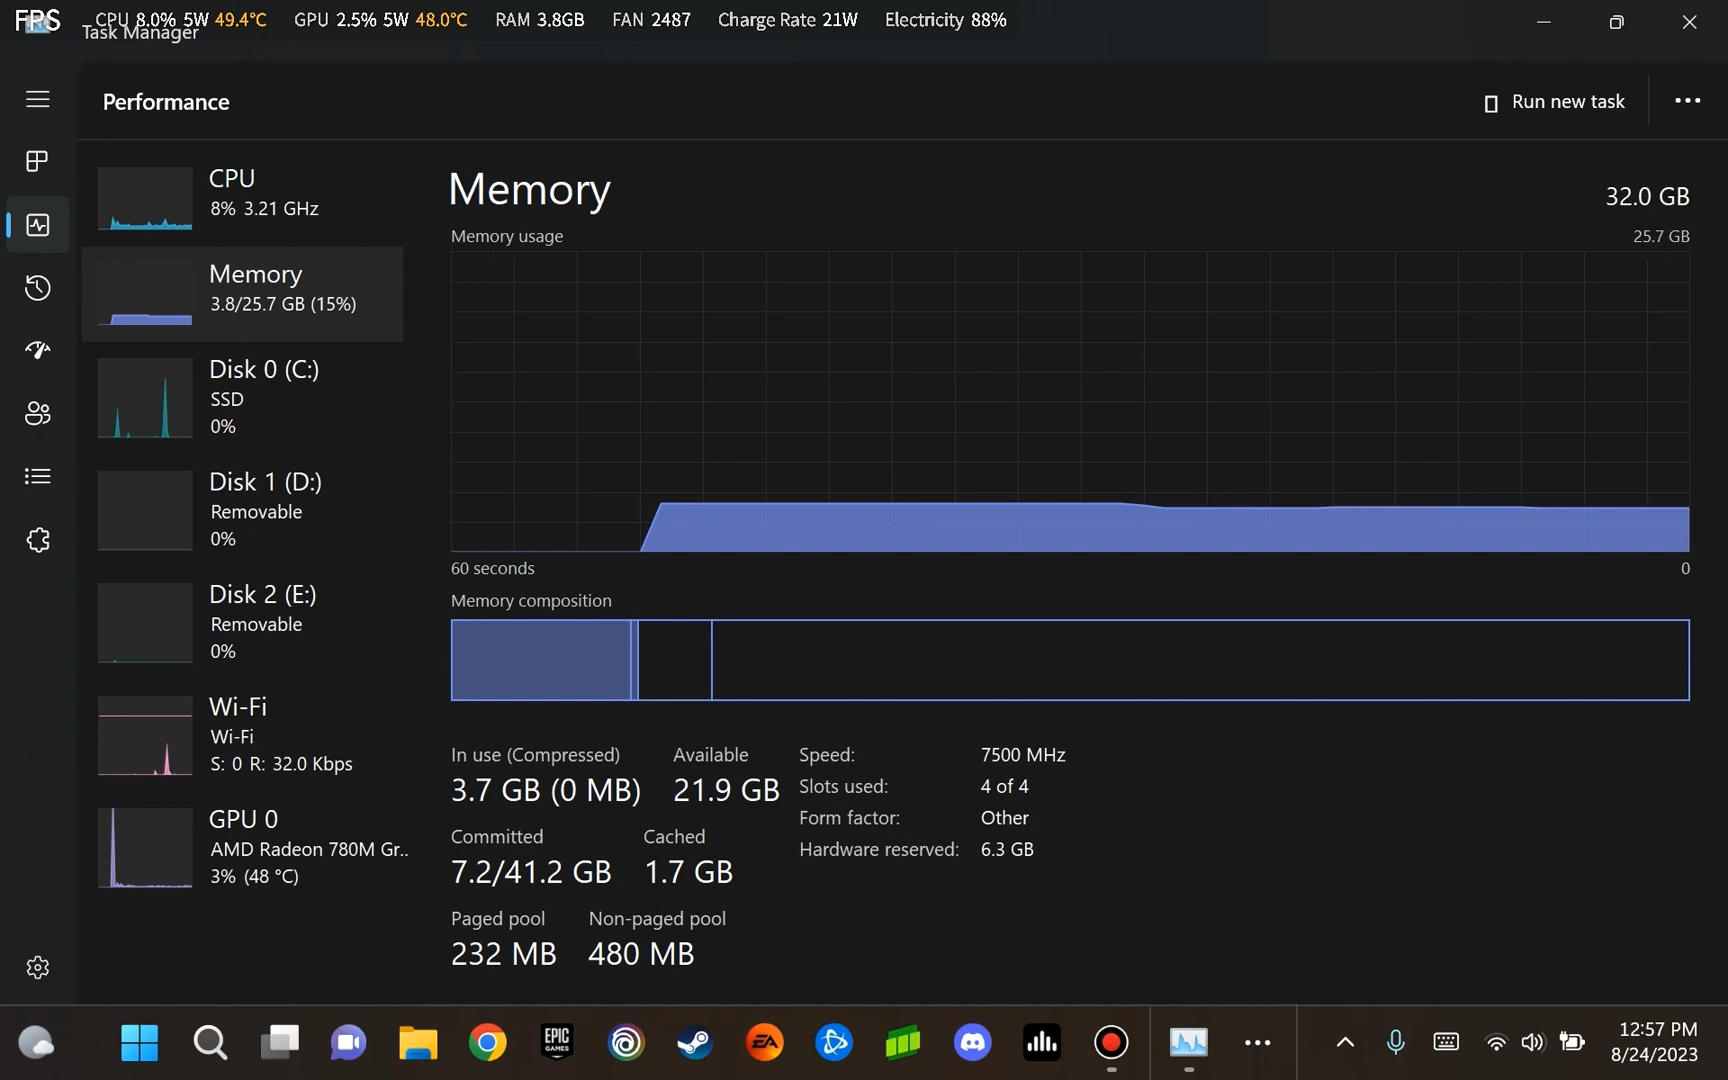 FPS CPU 8.0% 5W 49.4°C GPU 2.5% 5W 48.0°C RAM 3.8GB FAN 2487 Charge Rate 21W Electricity 88%
Task Manager
Performance
Run new task
CPU
8% 3.21 GHz
Memory
3.8/25.7 GB (15%)
Disk 0 (C:)
SSD
0%
Disk 1 (D:)
Removable
0%
Disk 2 (E:)
Removable
0%
Wi-Fi
Wi-Fi
S: 0 R: 32.0 Kbps
GPU 0
AMD Radeon 780M Gr..
3% (48 °C)
Memory
32.0 GB
Memory usage
25.7 GB
60 seconds
0
Memory composition
In use (Compressed)
3.7 GB (0 MB)
Available
21.9 GB
Committed
7.2/41.2 GB
Cached
1.7 GB
Paged pool
232 MB
Non-paged pool
480 MB
Speed: 7500 MHz
Slots used: 4 of 4
Form factor: Other
Hardware reserved: 6.3 GB
EPIC
GAMES
EA
12:57 PM
8/24/2023